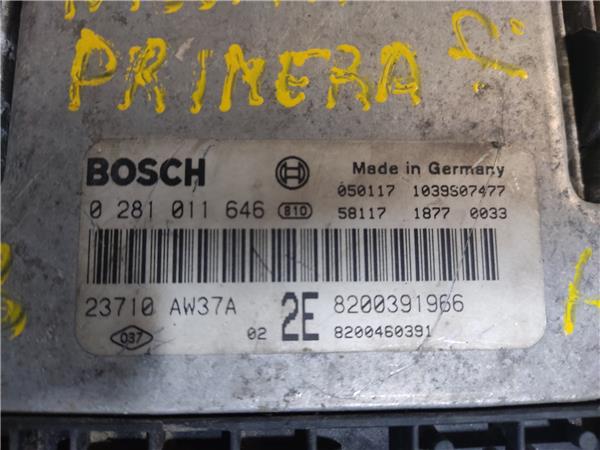 PRIMERA
BOSCH
Made in Germany
050117 1039S07477
0 281 011 646 810 58117 1877 0033
23710 AW37A 2E 8200391966
037 02 8200460391